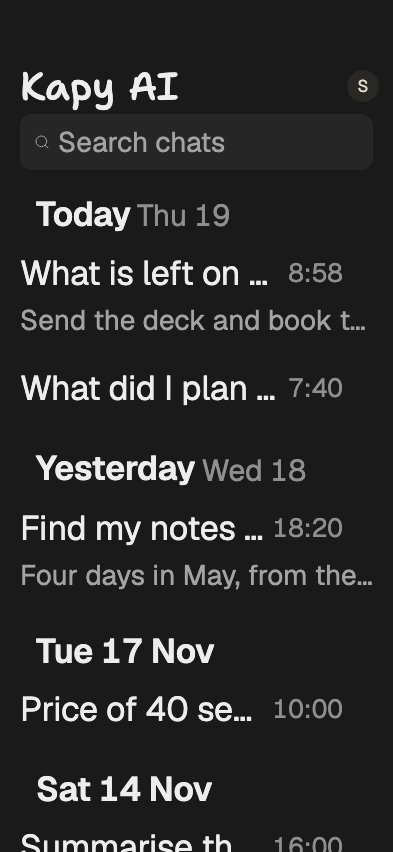 Kapy AI
S
Search chats
Today Thu 19
What is left on ... 8:58
Send the deck and book t...
What did I plan ... 7:40
Yesterday Wed 18
Find my notes ... 18:20
Four days in May, from the...
Tue 17 Nov
Price of 40 se... 10:00
Sat 14 Nov
Summarise th... 16:00